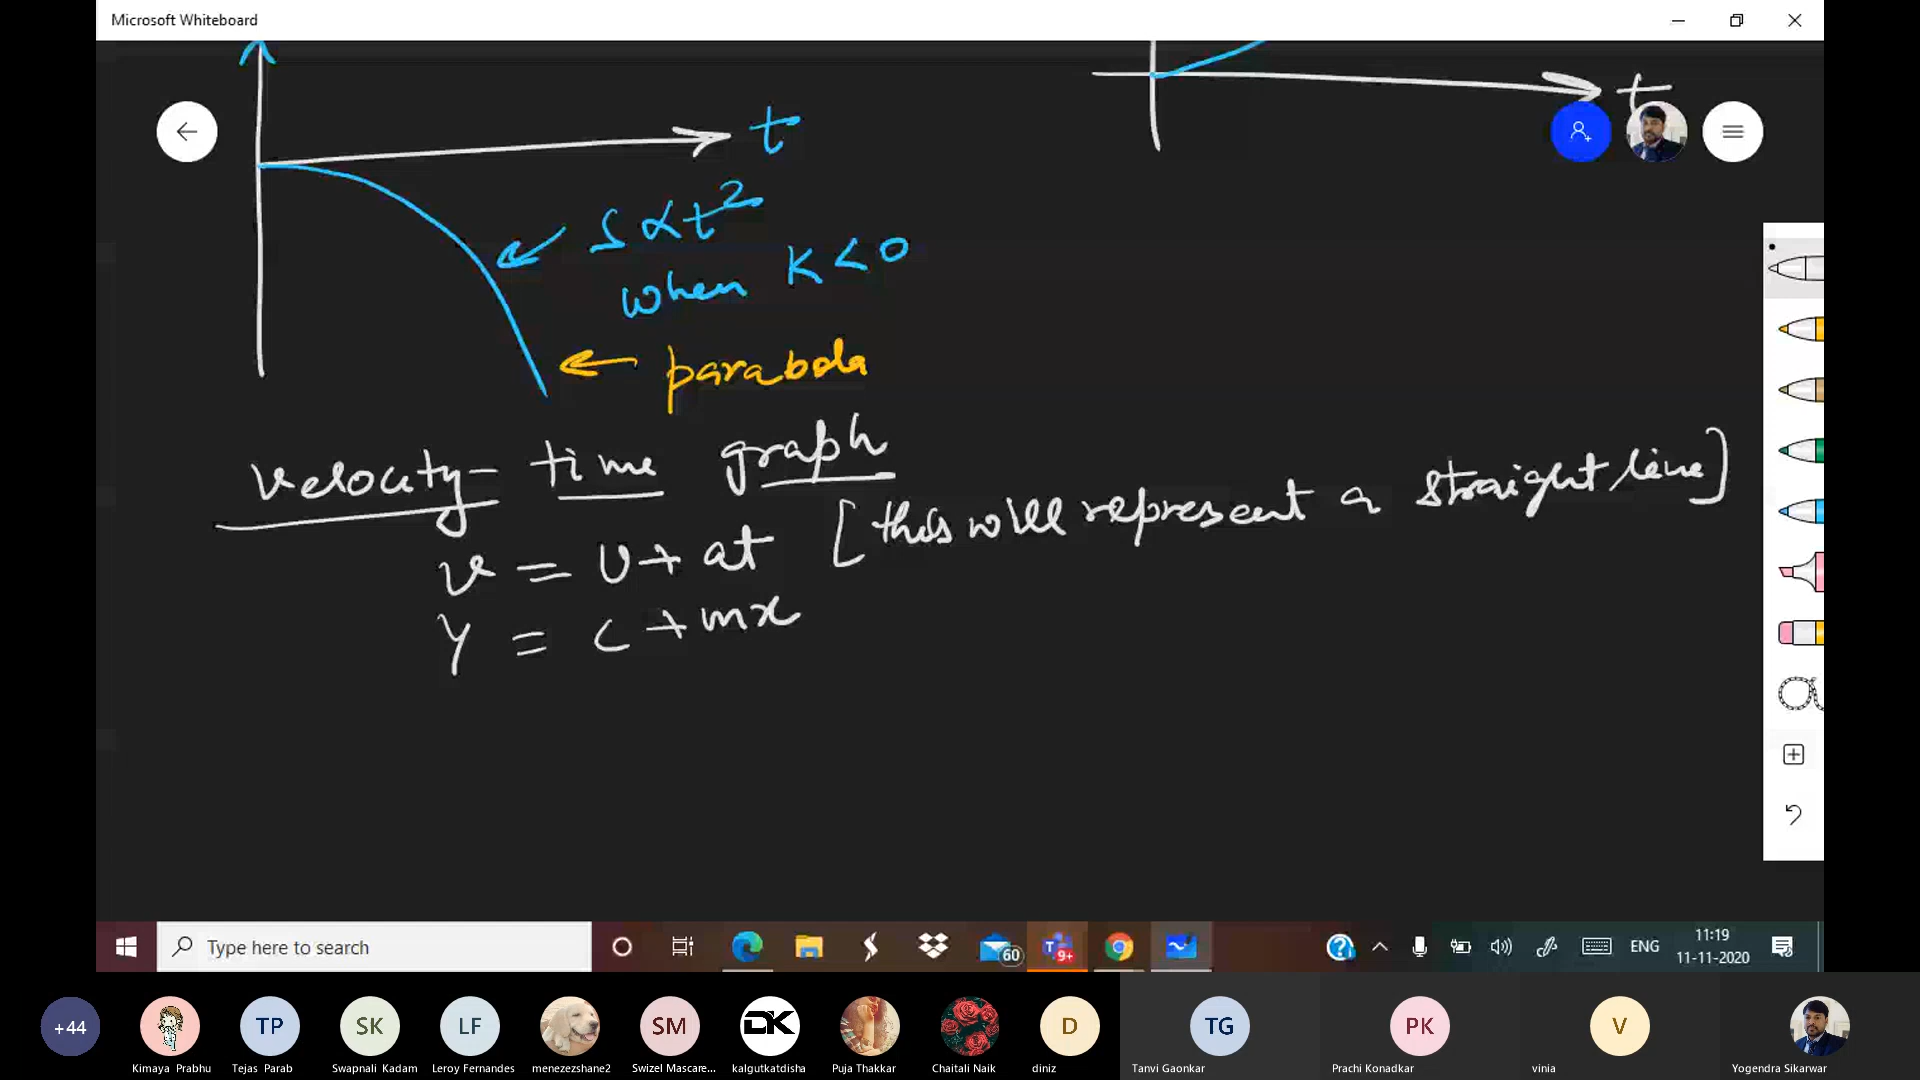 Microsoft Whiteboard
t
t
s ∝ t²
when K < 0
parabola
velocity-time graph
v = u + at [this will represent a straight line]
Y = c + mx
Type here to search
60
9+
ENG
11:19
11-11-2020
+44
TP
SK
LF
SM
DK
D
TG
PK
V
Kimaya Prabhu
Tejas Parab
Swapnali Kadam
Leroy Fernandes
menezezshane2
Swizel Mascare...
kalgutkatdisha
Puja Thakkar
Chaitali Naik
diniz
Tanvi Gaonkar
Prachi Konadkar
vinia
Yogendra Sikarwar